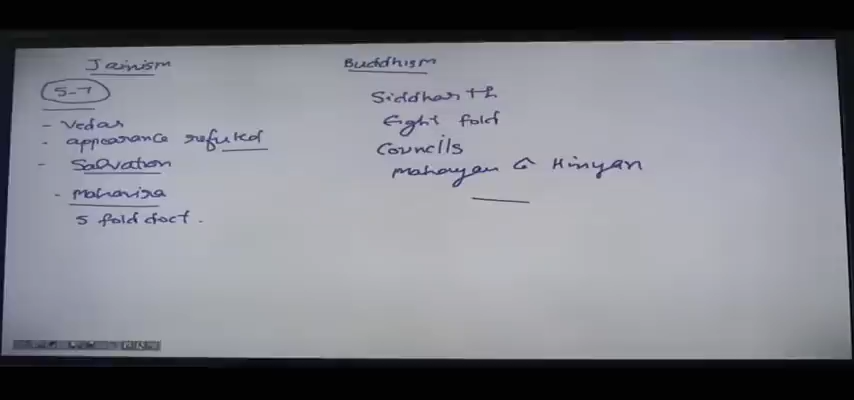 Jainism
5-7
- Vedas
- appearance refuted
- Salvation
- Mahavira
5 fold doct.
Buddhism
Siddharth
Eight fold
Councils
Mahayan & Hinyan